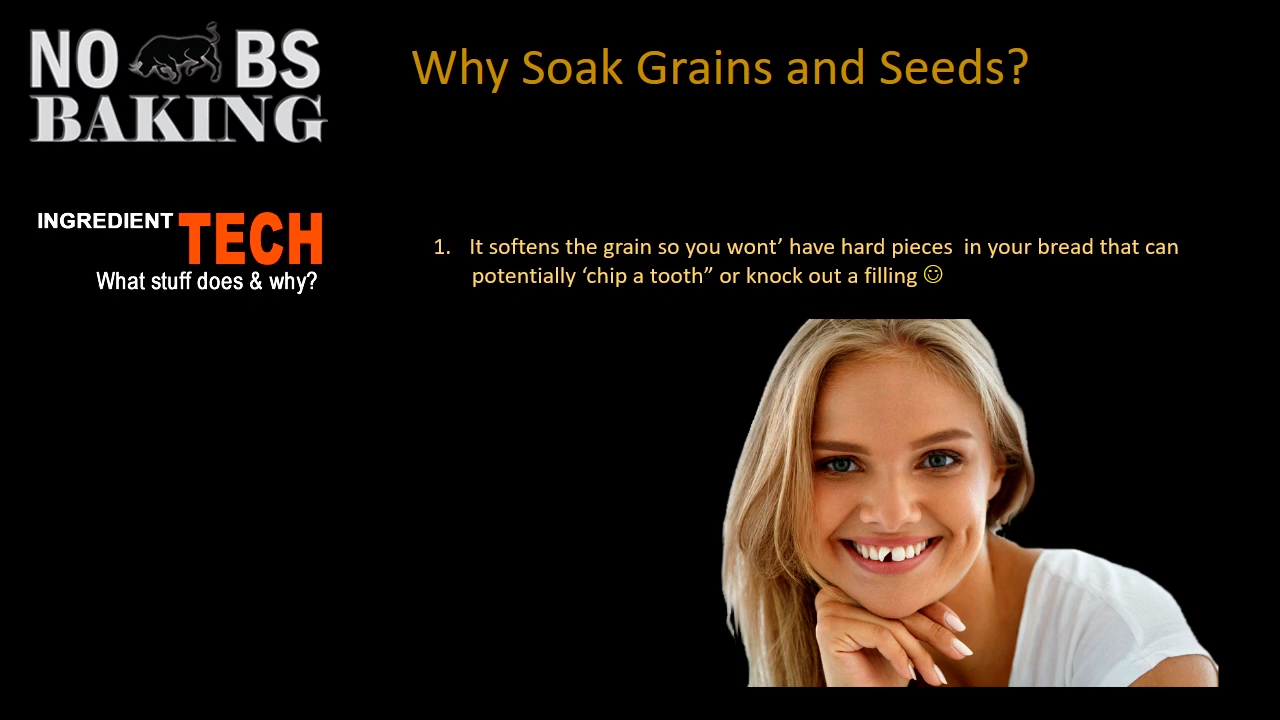 NO BS
BAKING
Why Soak Grains and Seeds?
INGREDIENT TECH
What stuff does & why?
1. It softens the grain so you wont’ have hard pieces  in your bread that can
potentially ‘chip a tooth” or knock out a filling ☺